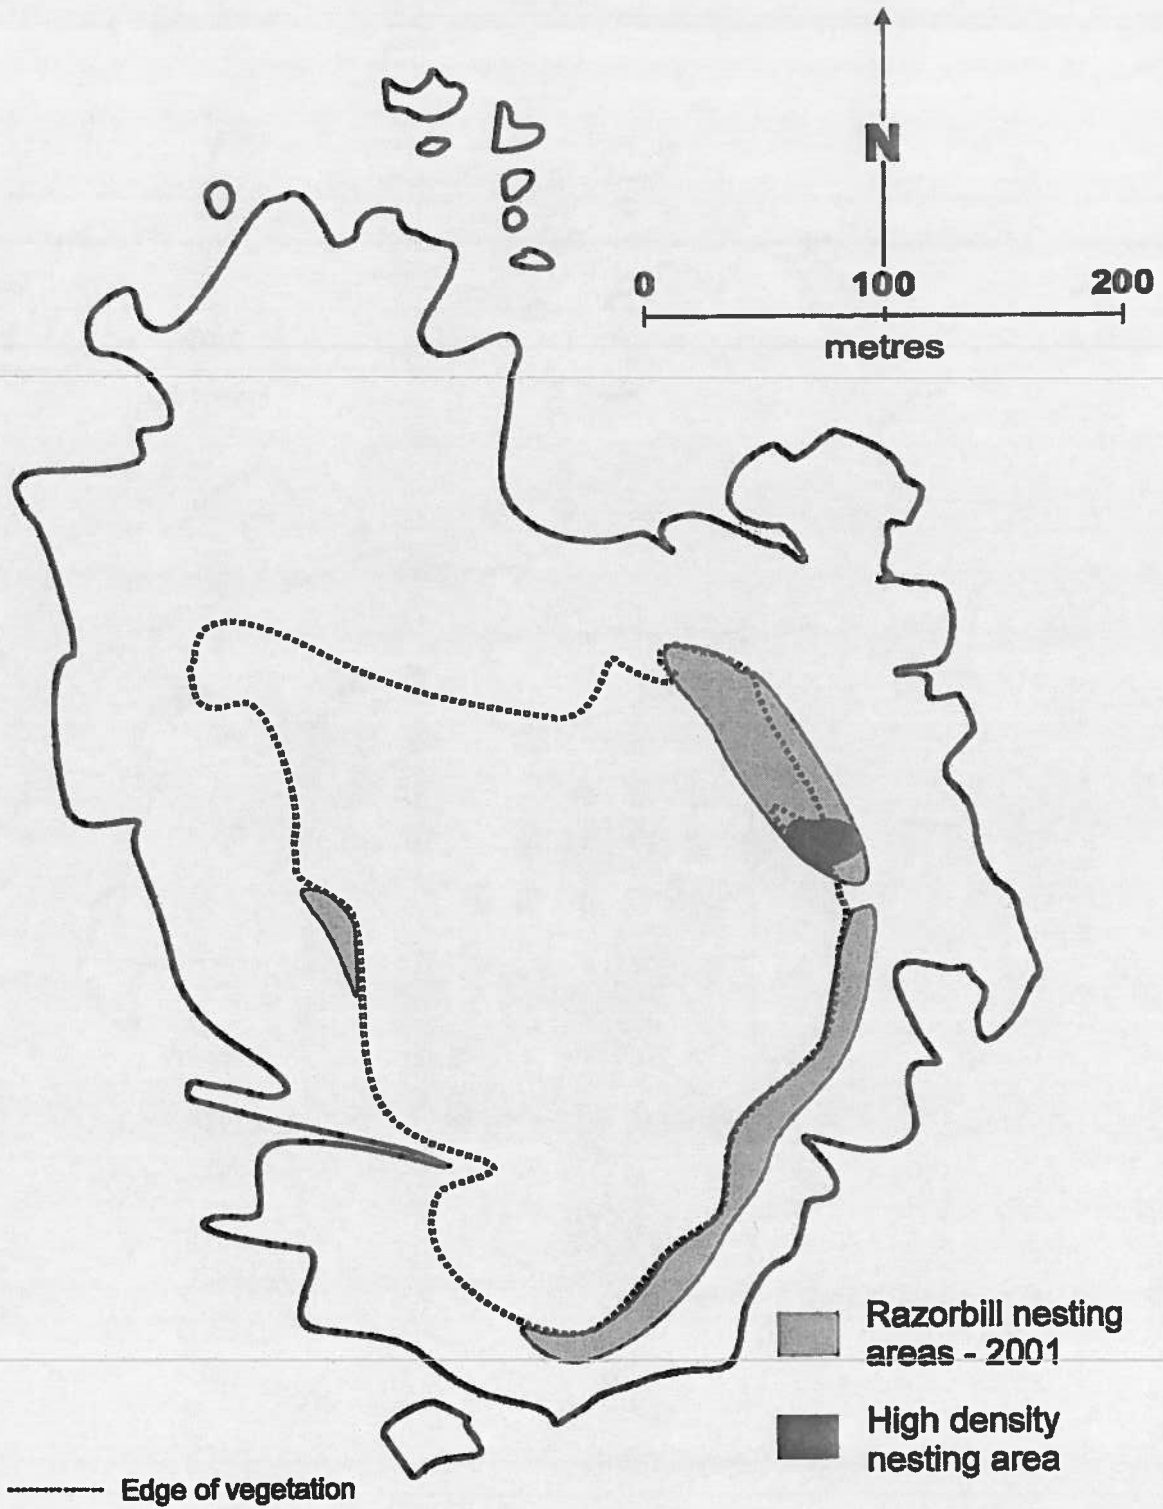 N
0 100 200
metres
Razorbill nesting
areas - 2001
High density
nesting area
Edge of vegetation